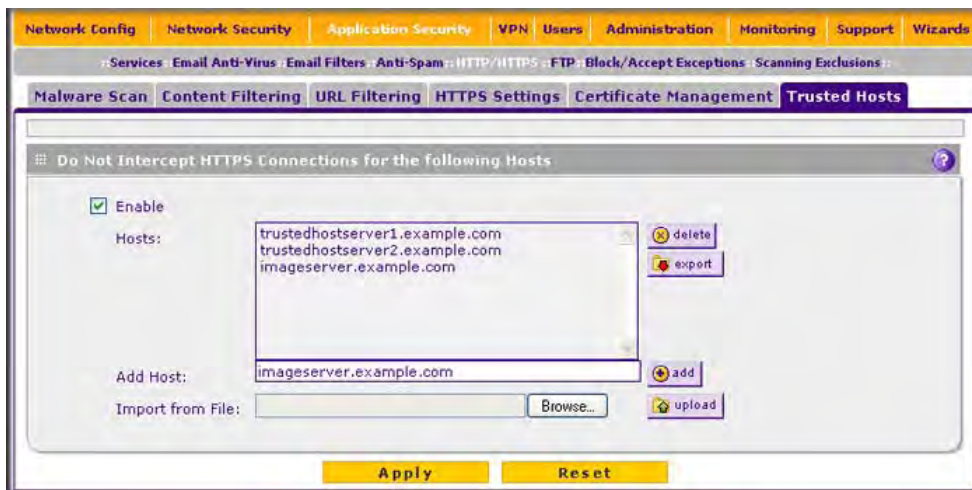 Network Config Network Security Application Security VPN Users Administration Monitoring Support Wizards
:: Services :: Email Anti-Virus :: Email Filters :: Anti-Spam :: HTTP/HTTPS :: FTP :: Block/Accept Exceptions :: Scanning Exclusions ::
Malware Scan Content Filtering URL Filtering HTTPS Settings Certificate Management Trusted Hosts
Do Not Intercept HTTPS Connections for the following Hosts ?
Enable
Hosts:
trustedhostserver1.example.com
trustedhostserver2.example.com
imageserver.example.com
delete
export
Add Host: imageserver.example.com add
Import from File: Browse... upload
Apply Reset